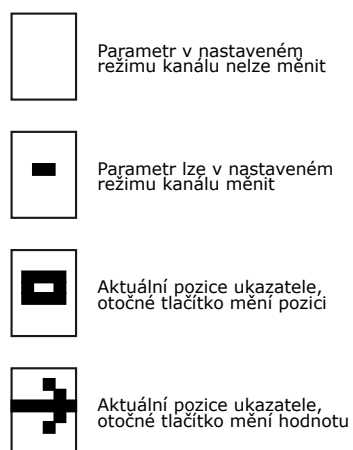 Parametr v nastaveném
režimu kanálu nelze měnit
Parametr lze v nastaveném
režimu kanálu měnit
Aktuální pozice ukazatele,
otočné tlačítko mění pozici
Aktuální pozice ukazatele,
otočné tlačítko mění hodnotu